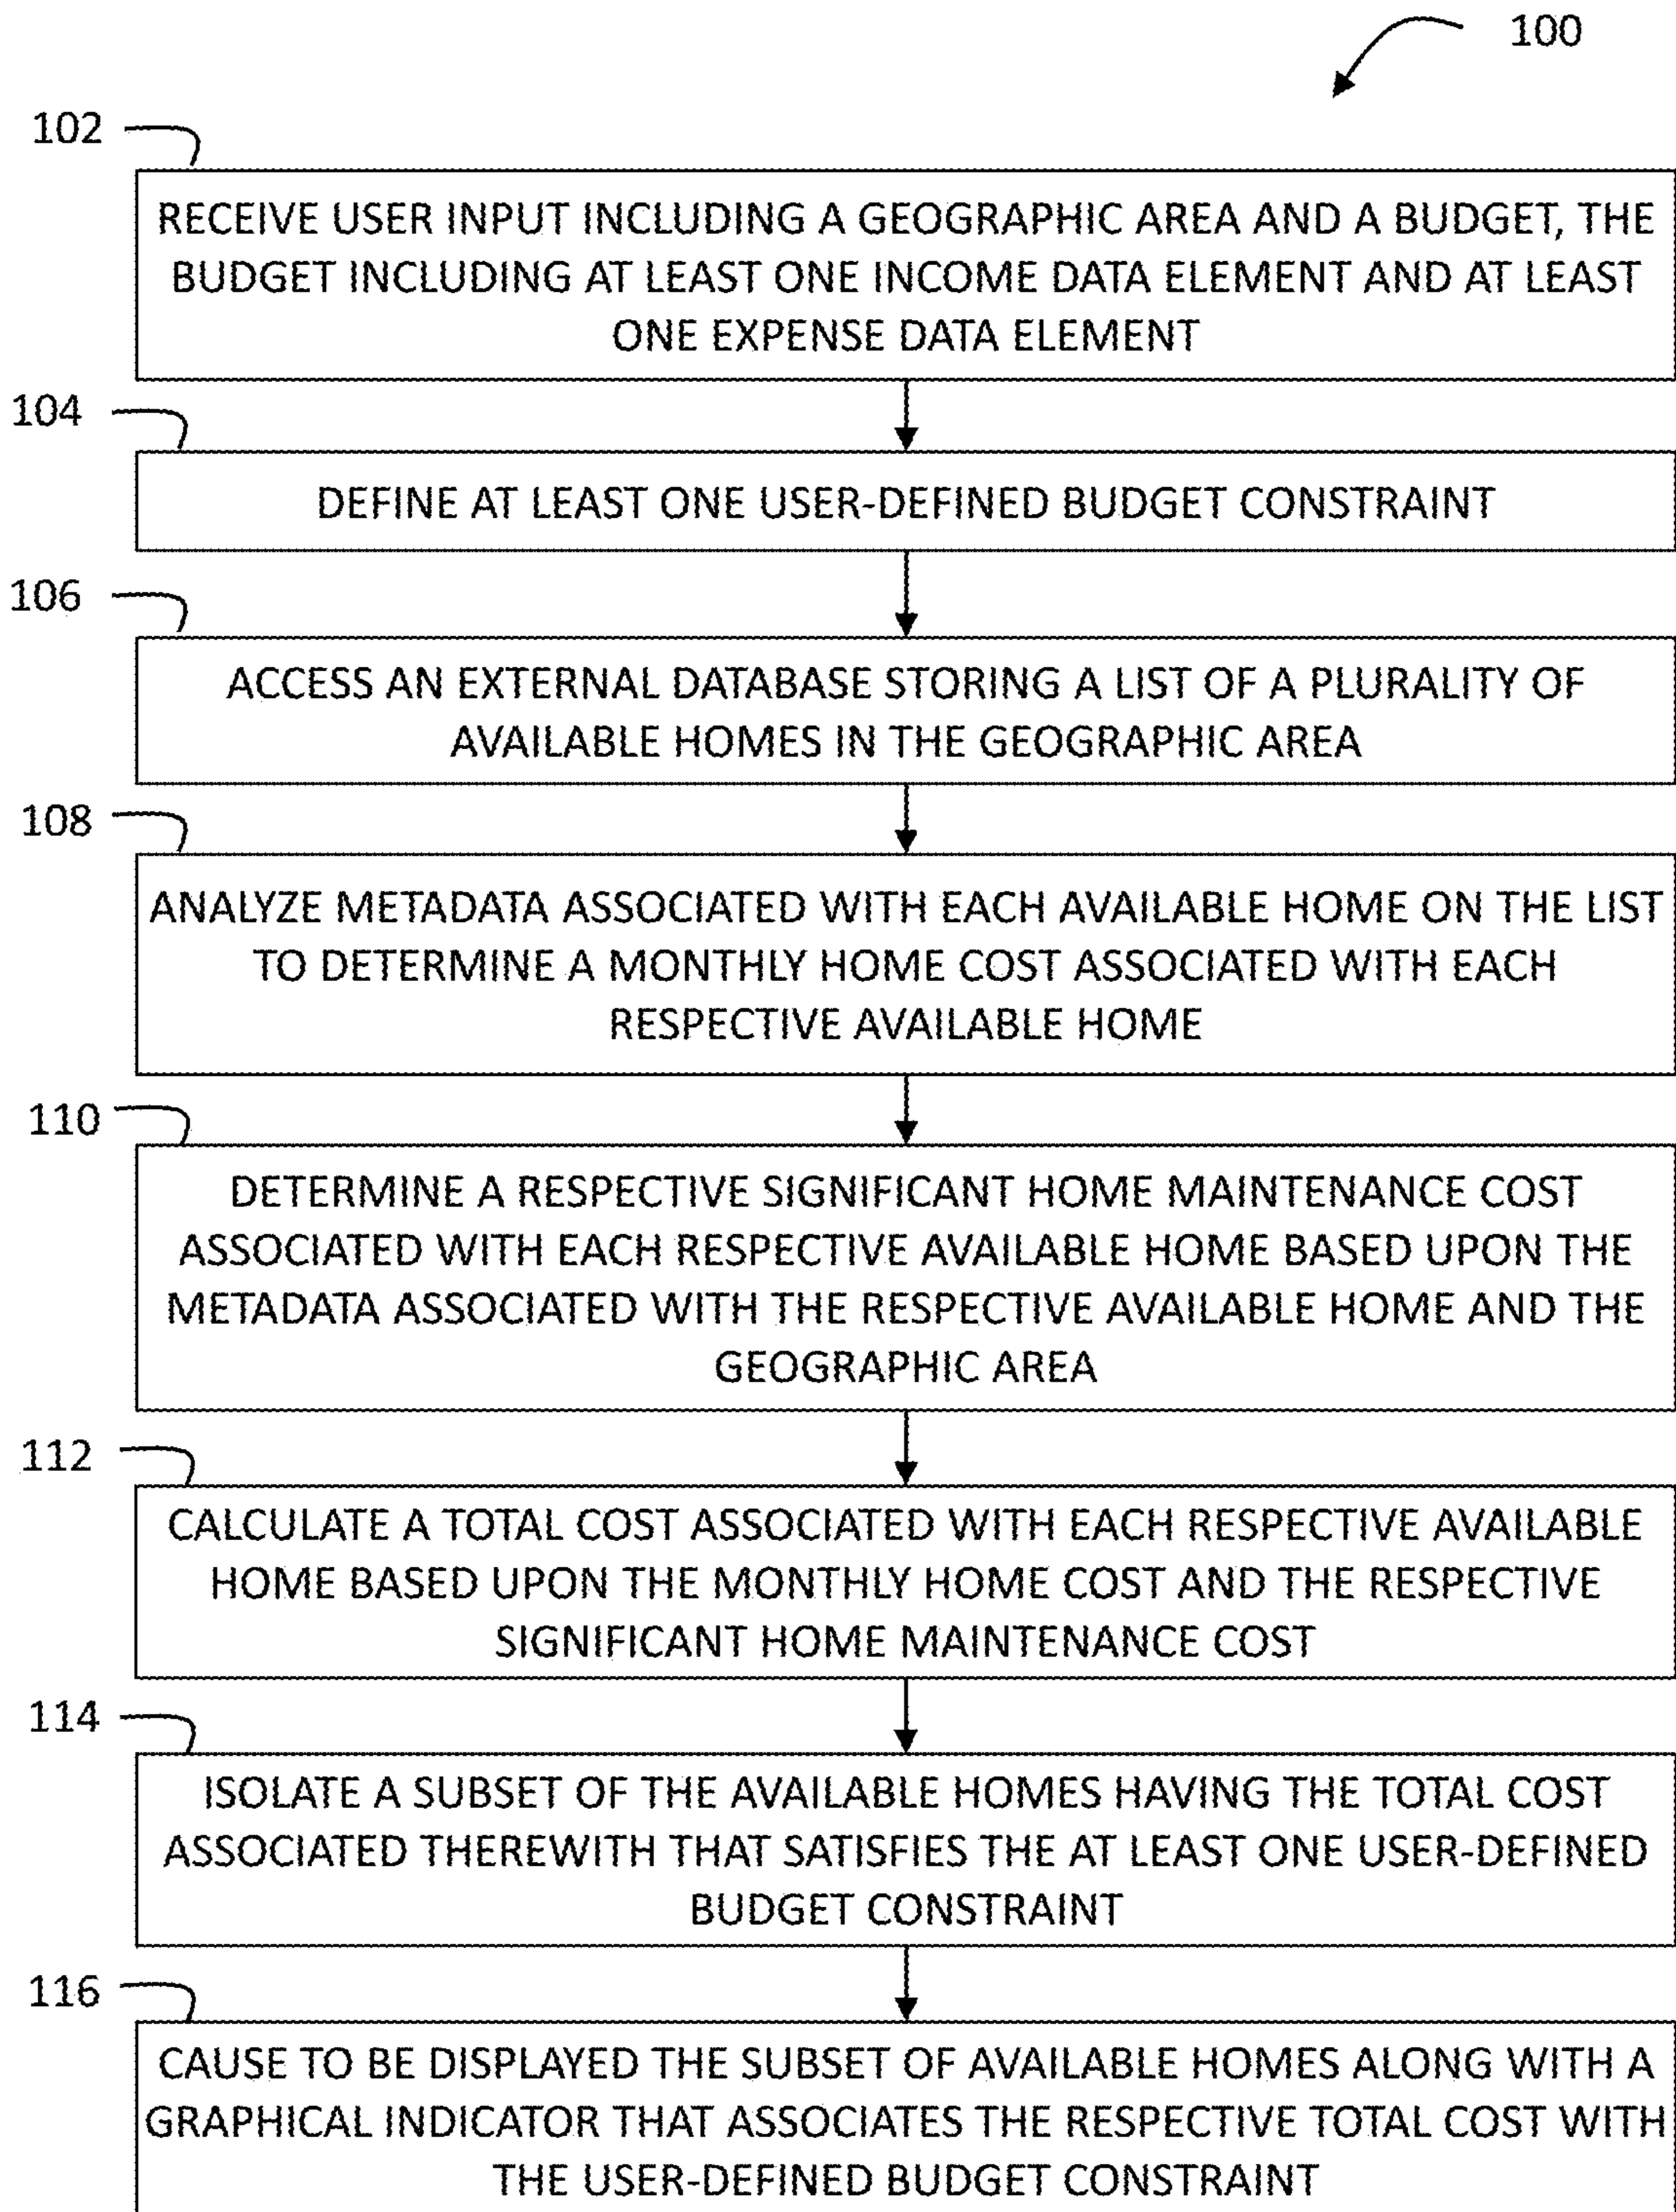 100
102
RECEIVE USER INPUT INCLUDING A GEOGRAPHIC AREA AND A BUDGET, THE
BUDGET INCLUDING AT LEAST ONE INCOME DATA ELEMENT AND AT LEAST
ONE EXPENSE DATA ELEMENT
104
DEFINE AT LEAST ONE USER-DEFINED BUDGET CONSTRAINT
106
ACCESS AN EXTERNAL DATABASE STORING A LIST OF A PLURALITY OF
AVAILABLE HOMES IN THE GEOGRAPHIC AREA
108
ANALYZE METADATA ASSOCIATED WITH EACH AVAILABLE HOME ON THE LIST
TO DETERMINE A MONTHLY HOME COST ASSOCIATED WITH EACH
RESPECTIVE AVAILABLE HOME
110
DETERMINE A RESPECTIVE SIGNIFICANT HOME MAINTENANCE COST
ASSOCIATED WITH EACH RESPECTIVE AVAILABLE HOME BASED UPON THE
METADATA ASSOCIATED WITH THE RESPECTIVE AVAILABLE HOME AND THE
GEOGRAPHIC AREA
112
CALCULATE A TOTAL COST ASSOCIATED WITH EACH RESPECTIVE AVAILABLE
HOME BASED UPON THE MONTHLY HOME COST AND THE RESPECTIVE
SIGNIFICANT HOME MAINTENANCE COST
114
ISOLATE A SUBSET OF THE AVAILABLE HOMES HAVING THE TOTAL COST
ASSOCIATED THEREWITH THAT SATISFIES THE AT LEAST ONE USER-DEFINED
BUDGET CONSTRAINT
116
CAUSE TO BE DISPLAYED THE SUBSET OF AVAILABLE HOMES ALONG WITH A
GRAPHICAL INDICATOR THAT ASSOCIATES THE RESPECTIVE TOTAL COST WITH
THE USER-DEFINED BUDGET CONSTRAINT